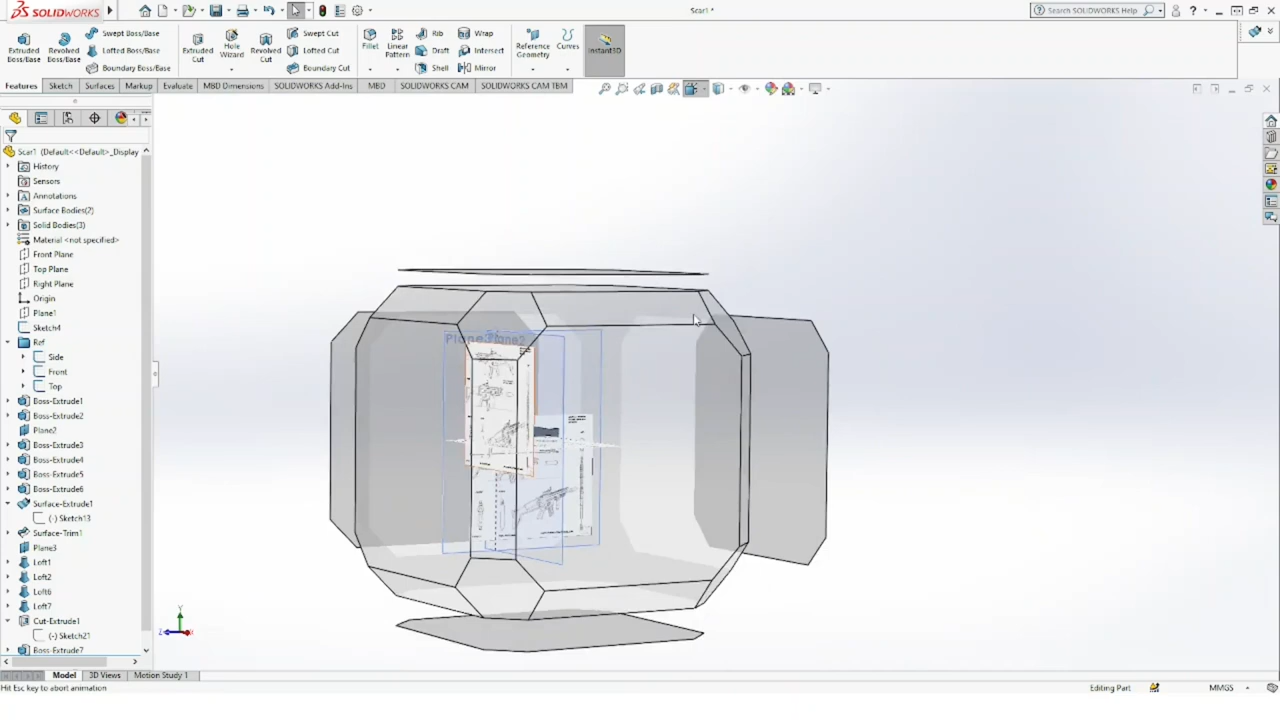 SOLIDWORKS
Scar1 *
Search SOLIDWORKS Help
Extruded Boss/Base
Revolved Boss/Base
Swept Boss/Base
Lofted Boss/Base
Boundary Boss/Base
Extruded Cut
Hole Wizard
Revolved Cut
Swept Cut
Lofted Cut
Boundary Cut
Fillet
Linear Pattern
Rib
Draft
Shell
Wrap
Intersect
Mirror
Reference Geometry
Curves
Instant3D
Features Sketch Surfaces Markup Evaluate MBD Dimensions SOLIDWORKS Add-Ins MBD SOLIDWORKS CAM SOLIDWORKS CAM TBM
Scar1 (Default<<Default>_Display
History
Sensors
Annotations
Surface Bodies(2)
Solid Bodies(3)
Material <not specified>
Front Plane
Top Plane
Right Plane
Origin
Plane1
Sketch4
Ref
Side
Front
Top
Boss-Extrude1
Boss-Extrude2
Plane2
Boss-Extrude3
Boss-Extrude4
Boss-Extrude5
Boss-Extrude6
Surface-Extrude1
(-) Sketch13
Surface-Trim1
Plane3
Loft1
Loft2
Loft6
Loft7
Cut-Extrude1
(-) Sketch21
Boss-Extrude7
Plane2
Y
Z
X
Model 3D Views Motion Study 1
Hit Esc key to abort animation
Editing Part
MMGS